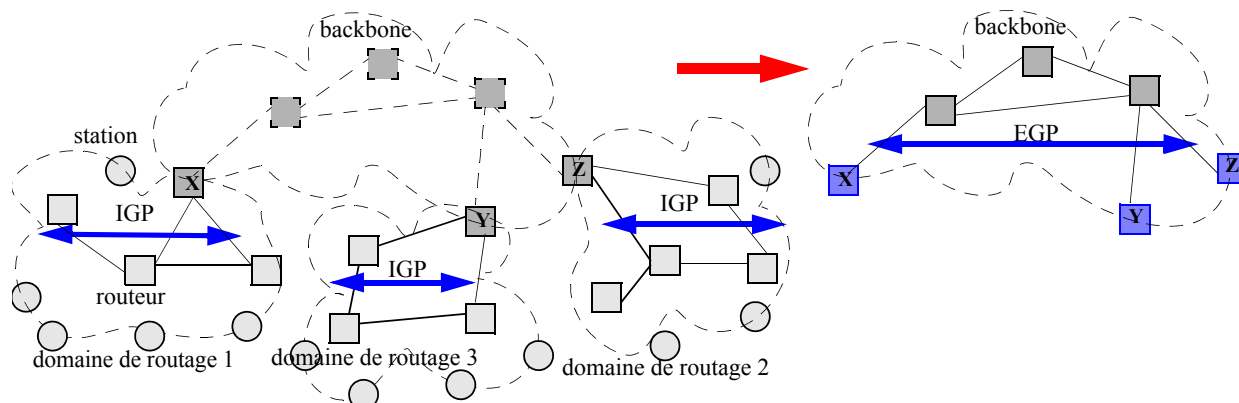 backbone
station
X
IGP
routeur
domaine de routage 1
Y
IGP
domaine de routage 3
Z
IGP
domaine de routage 2
backbone
EGP
X
Y
Z